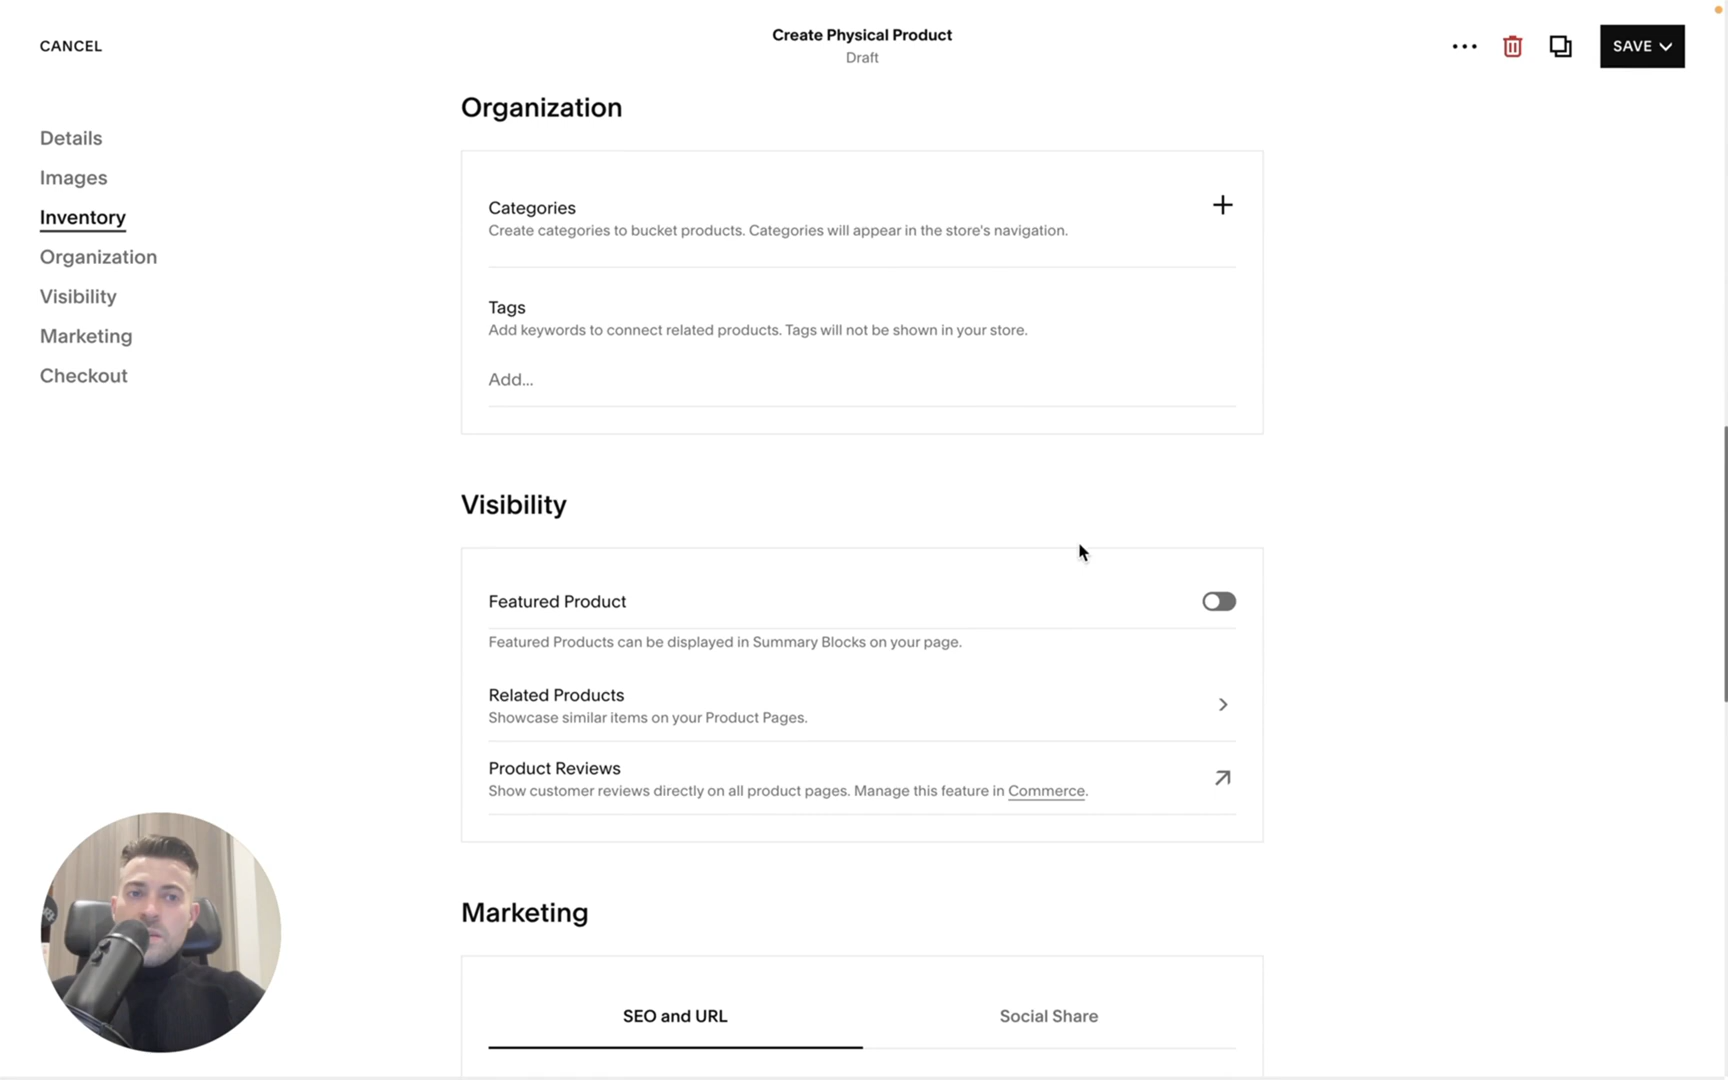 CANCEL
Create Physical Product
Draft
SAVE
Details
Images
Inventory
Organization
Visibility
Marketing
Checkout
Organization
Categories
Create categories to bucket products. Categories will appear in the store's navigation.
Tags
Add keywords to connect related products. Tags will not be shown in your store.
Add...
Visibility
Featured Product
Featured Products can be displayed in Summary Blocks on your page.
Related Products
Showcase similar items on your Product Pages.
Product Reviews
Show customer reviews directly on all product pages. Manage this feature in Commerce.
Marketing
SEO and URL
Social Share